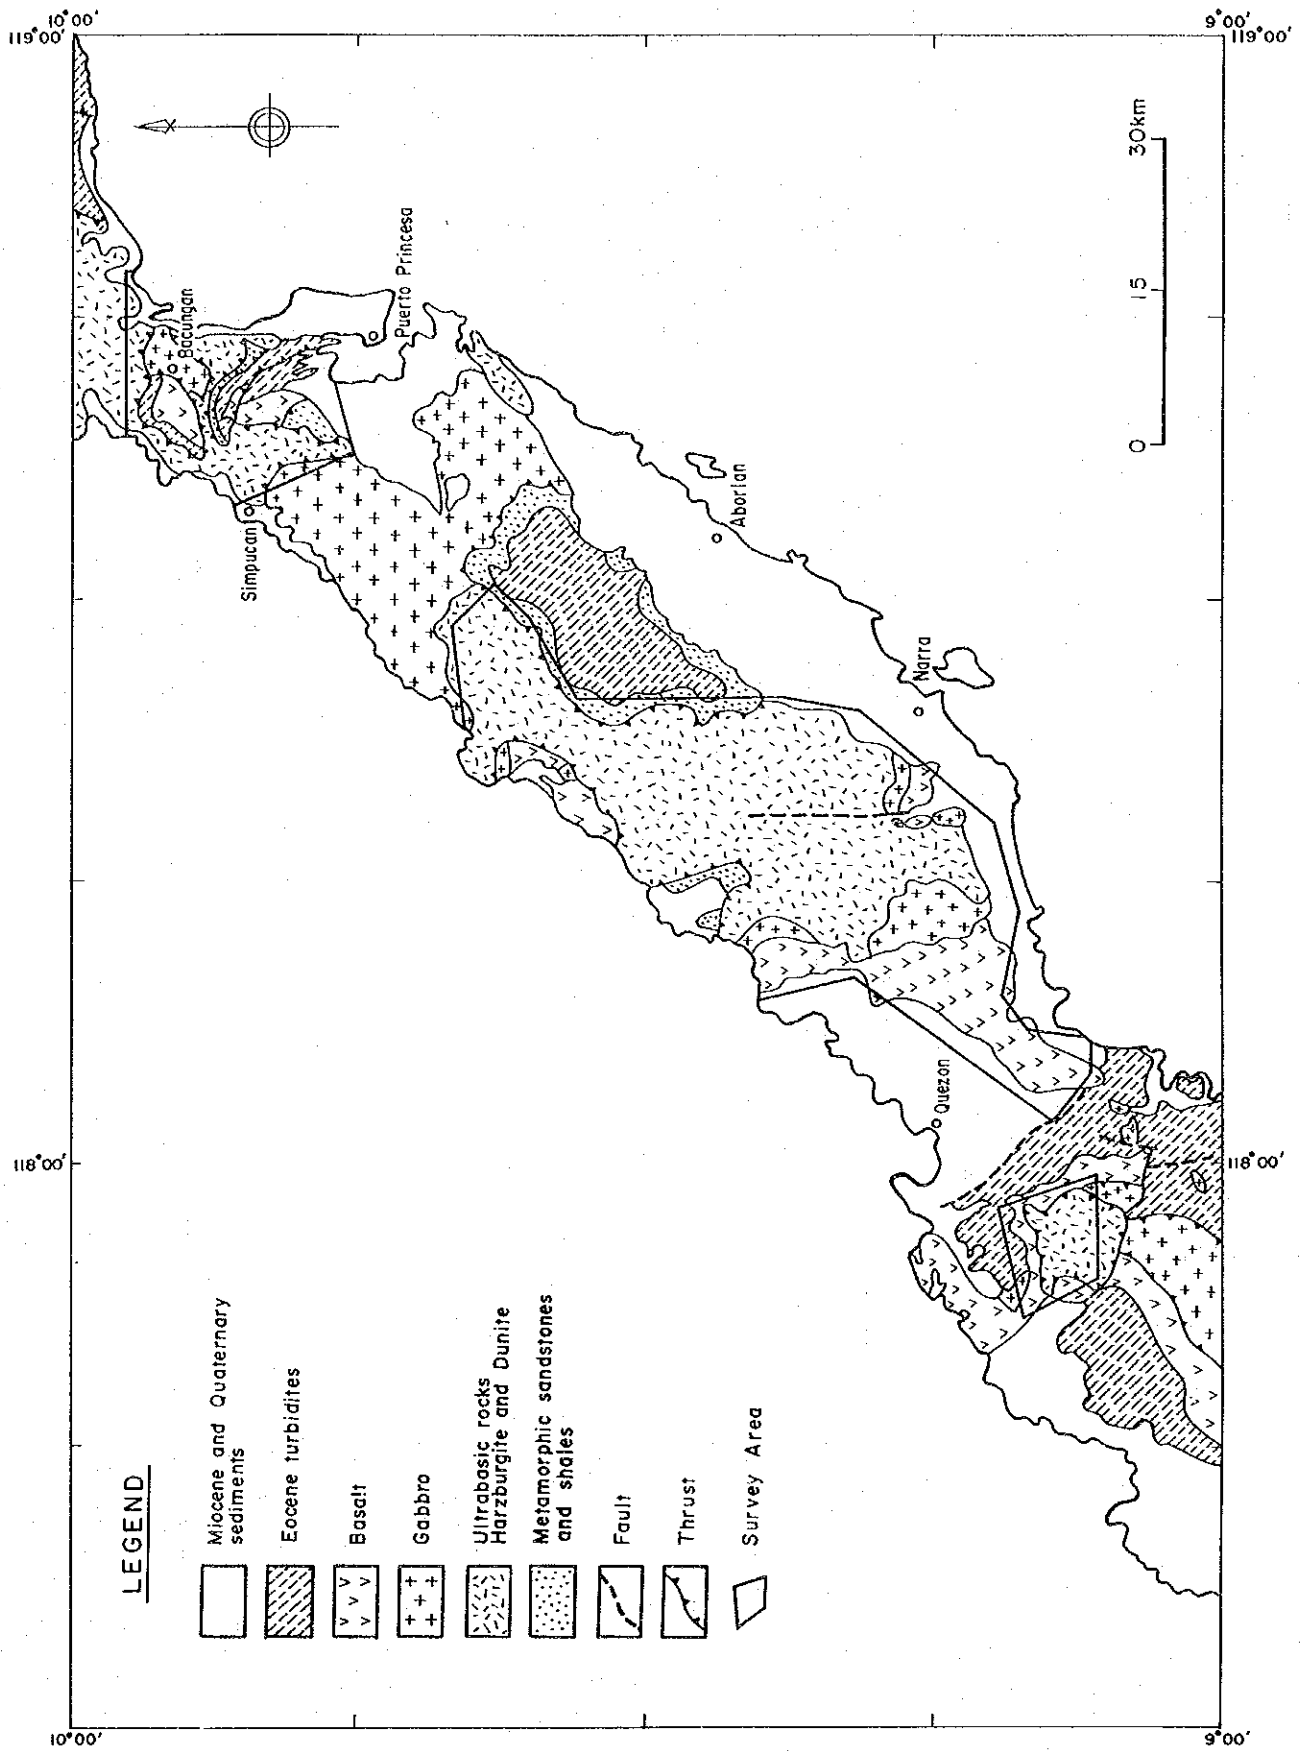 10°00'
119°00'
9°00'
119°00'
Bacungan
Puerto Princesa
Simpucan
Aborlan
Narra
Quezon
0 15 30km
118°00'
118°00'
LEGEND
Miocene and Quaternary
sediments
Eocene turbidites
Basalt
Gabbro
Ultrabasic rocks
Harzburgite and Dunite
Metamorphic sandstones
and shales
Fault
Thrust
Survey Area
10°00'
9°00'